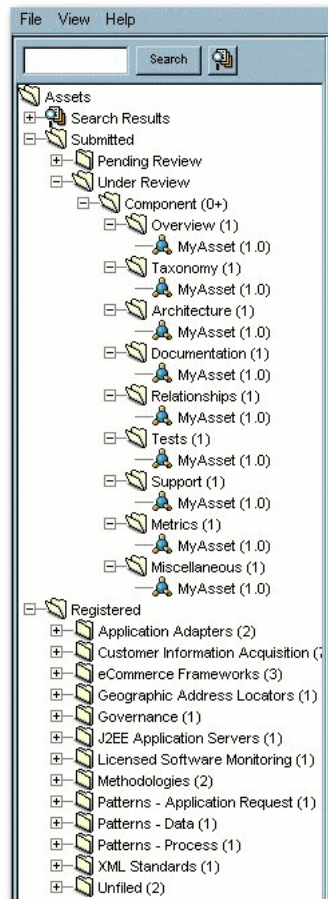 File View Help
Search
Assets
Search Results
Submitted
Pending Review
Under Review
Component (0+)
Overview (1)
MyAsset (1.0)
Taxonomy (1)
MyAsset (1.0)
Architecture (1)
MyAsset (1.0)
Documentation (1)
MyAsset (1.0)
Relationships (1)
MyAsset (1.0)
Tests (1)
MyAsset (1.0)
Support (1)
MyAsset (1.0)
Metrics (1)
MyAsset (1.0)
Miscellaneous (1)
MyAsset (1.0)
Registered
Application Adapters (2)
Customer Information Acquisition (
eCommerce Frameworks (3)
Geographic Address Locators (1)
Governance (1)
J2EE Application Servers (1)
Licensed Software Monitoring (1)
Methodologies (2)
Patterns - Application Request (1)
Patterns - Data (1)
Patterns - Process (1)
XML Standards (1)
Unfiled (2)